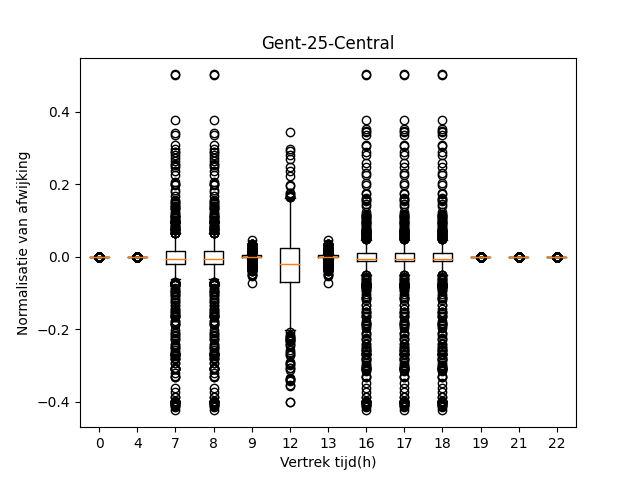 Gent-25-Central
Normalisatie van afwijking
0.4
0.2
0.0
−0.2
−0.4
0 4 7 8 9 12 13 16 17 18 19 21 22
Vertrek tijd(h)